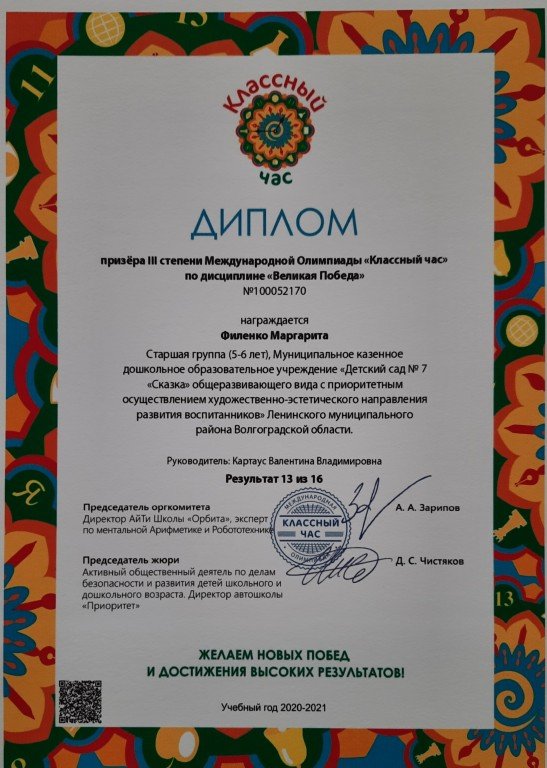 11
Классный
час
ДИПЛОМ
призёра III степени Международной Олимпиады «Классный час»
по дисциплине «Великая Победа»
№100052170
награждается
Филенко Маргарита
Старшая группа (5-6 лет), Муниципальное казенное
дошкольное образовательное учреждение «Детский сад № 7
«Сказка» общеразвивающего вида с приоритетным
осуществлением художественно-эстетического направления
развития воспитанников» Ленинского муниципального
района Волгоградской области.
Руководитель: Картаус Валентина Владимировна
Результат 13 из 16
Председатель оргкомитета
Директор АйТи Школы «Орбита», эксперт
по ментальной Арифметике и Робототехнике
А. А. Зарипов
МЕЖДУНАРОДНАЯ
КЛАССНЫЙ
ЧАС
ОЛИМПИАДА
Председатель жюри
Активный общественный деятель по делам
безопасности и развития детей школьного и
дошкольного возраста. Директор автошколы
«Приоритет»
Д. С. Чистяков
13
ЖЕЛАЕМ НОВЫХ ПОБЕД
И ДОСТИЖЕНИЯ ВЫСОКИХ РЕЗУЛЬТАТОВ!
Учебный год 2020-2021